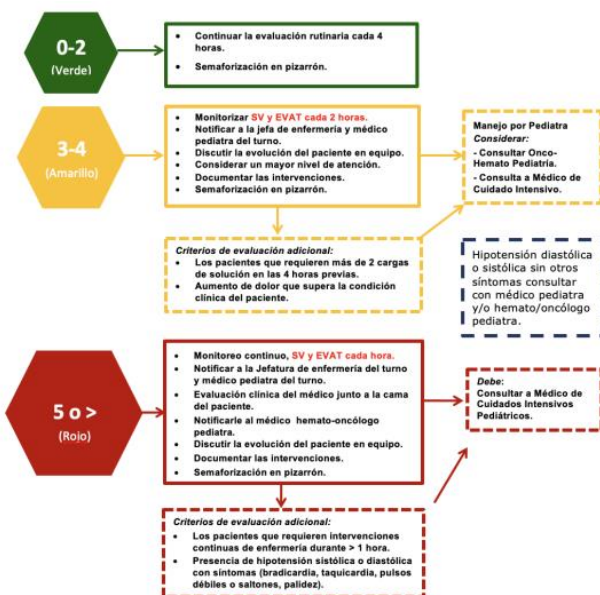 0-2
(Verde)
• Continuar la evaluación rutinaria cada 4
horas.
• Semaforización en pizarrón.
3-4
(Amarillo)
• Monitorizar SV y EVAT cada 2 horas.
• Notificar a la jefa de enfermería y médico
pediatra del turno.
• Discutir la evolución del paciente en equipo.
• Considerar un mayor nivel de atención.
• Documentar las intervenciones.
• Semaforización en pizarrón.
Manejo por Pediatra
Considerar:
- Consultar Onco-
Hemato Pediatría.
- Consulta a Médico de
Cuidado Intensivo.
Criterios de evaluación adicional:
• Los pacientes que requieren más de 2 cargas
de solución en las 4 horas previas.
• Aumento de dolor que supera la condición
clínica del paciente.
Hipotensión diastólica
o sistólica sin otros
síntomas consultar
con médico pediatra
y/o hemato/oncólogo
pediatra.
5 o >
(Rojo)
• Monitoreo continuo, SV y EVAT cada hora.
• Notificar a la Jefatura de enfermería del turno
y médico pediatra del turno.
• Evaluación clínica del médico junto a la cama
del paciente.
• Notificarle al médico hemato-oncólogo
pediatra.
• Discutir la evolución del paciente en equipo.
• Documentar las intervenciones.
• Semaforización en pizarrón.
Debe:
Consultar a Médico de
Cuidados Intensivos
Pediátricos.
Criterios de evaluación adicional:
• Los pacientes que requieren intervenciones
continuas de enfermería durante > 1 hora.
• Presencia de hipotensión sistólica o diastólica
con síntomas (bradicardia, taquicardia, pulsos
débiles o saltones, palidez).